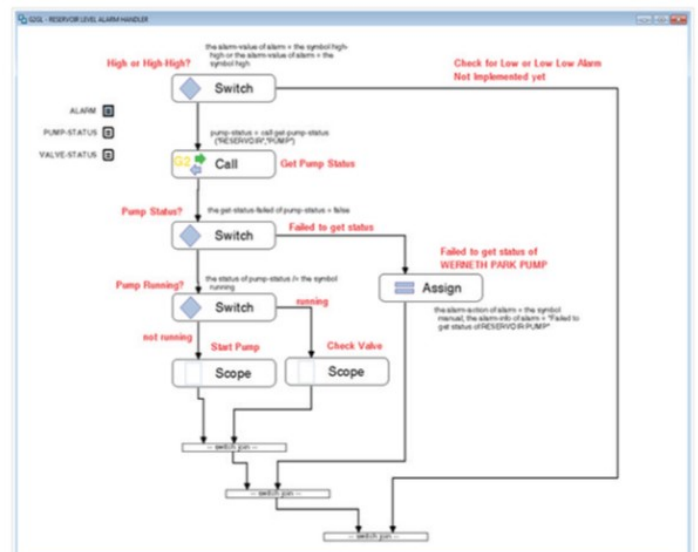 G2GL - RESERVOIR LEVEL ALARM HANDLER
High or High-High?
the alarm-value of alarm = the symbol high-
high or the alarm-value of alarm = the
symbol high
Check for Low or Low Low Alarm
Not Implemented yet
Switch
ALARM
PUMP-STATUS
VALVE-STATUS
pump-status = call get-pump-status
("RESERVOIR","PUMP")
G2
Call
Get Pump Status
Pump Status?
the get-status-failed of pump-status = false
Switch
Failed to get status
Failed to get status of
WERNETH PARK PUMP
Assign
the alarm-action of alarm = the symbol
manual; the alarm-info of alarm = "Failed to
get status of RESERVOIR PUMP"
Pump Running?
the status of pump-status /= the symbol
running
Switch
running
not running
Start Pump
Check Valve
Scope
Scope
-- switch join --
-- switch join --
-- switch join --